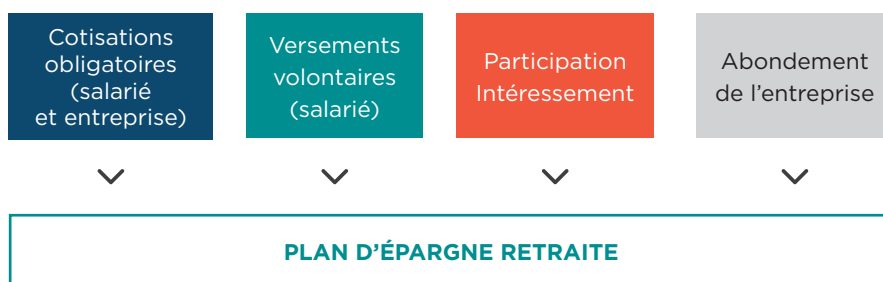 Cotisations
obligatoires
(salarié
et entreprise)
Versements
volontaires
(salarié)
Participation
Intéressement
Abondement
de l’entreprise
PLAN D’ÉPARGNE RETRAITE